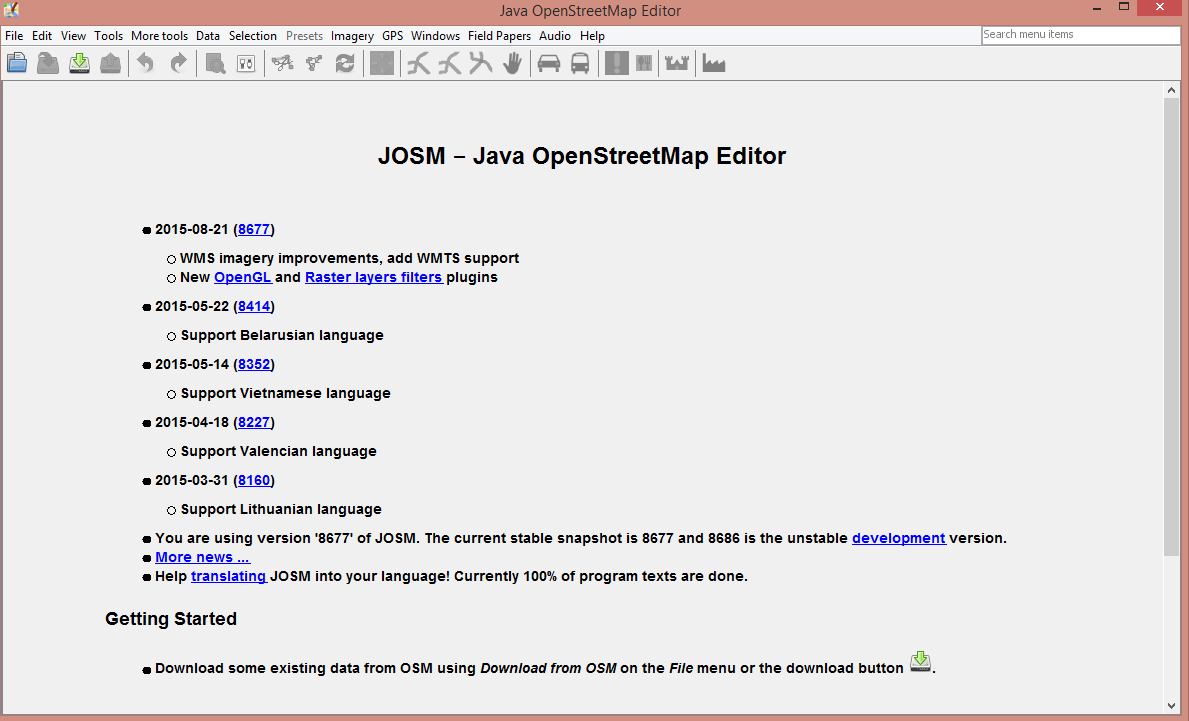 Java OpenStreetMap Editor
File Edit View Tools More tools Data Selection Presets Imagery GPS Windows Field Papers Audio Help Search menu items
JOSM – Java OpenStreetMap Editor
2015-08-21 (8677)
WMS imagery improvements, add WMTS support
New OpenGL and Raster layers filters plugins
2015-05-22 (8414)
Support Belarusian language
2015-05-14 (8352)
Support Vietnamese language
2015-04-18 (8227)
Support Valencian language
2015-03-31 (8160)
Support Lithuanian language
You are using version '8677' of JOSM. The current stable snapshot is 8677 and 8686 is the unstable development version.
More news ...
Help translating JOSM into your language! Currently 100% of program texts are done.
Getting Started
Download some existing data from OSM using Download from OSM on the File menu or the download button .